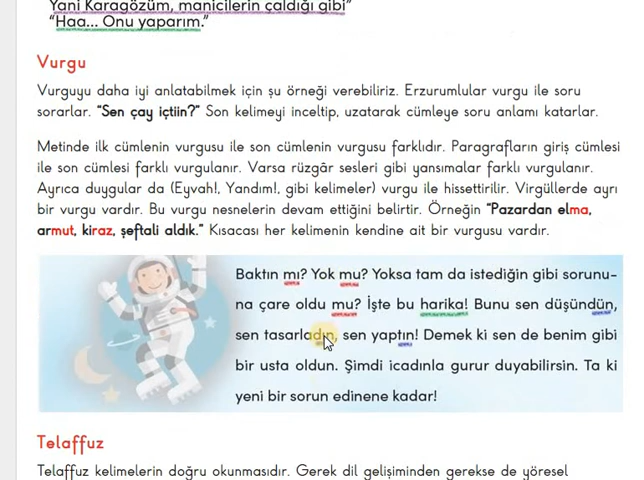 Yani Karagözüm, manicilerin çaldığı gibi”
“Haa... Onu yaparım.”
Vurgu
Vurguyu daha iyi anlatabilmek için şu örneği verebiliriz. Erzurumlular vurgu ile soru
sorarlar. “Sen çay içtiin?” Son kelimeyi inceltip, uzatarak cümleye soru anlamı katarlar.
Metinde ilk cümlenin vurgusu ile son cümlenin vurgusu farklıdır. Paragrafların giriş cümlesi
ile son cümlesi farklı vurgulanır. Varsa rüzgâr sesleri gibi yansımalar farklı vurgulanır.
Ayrıca duygular da (Eyvah!, Yandım!, gibi kelimeler) vurgu ile hissettirilir. Virgüllerde ayrı
bir vurgu vardır. Bu vurgu nesnelerin devam ettiğini belirtir. Örneğin “Pazardan elma,
armut, kiraz, şeftali aldık.” Kısacası her kelimenin kendine ait bir vurgusu vardır.
Baktın mı? Yok mu? Yoksa tam da istediğin gibi sorunu-
na çare oldu mu? İşte bu harika! Bunu sen düşündün,
sen tasarladın, sen yaptın! Demek ki sen de benim gibi
bir usta oldun. Şimdi icadınla gurur duyabilirsin. Ta ki
yeni bir sorun edinene kadar!
Telaffuz
Telaffuz kelimelerin doğru okunmasıdır. Gerek dil gelişiminden gerekse de yöresel